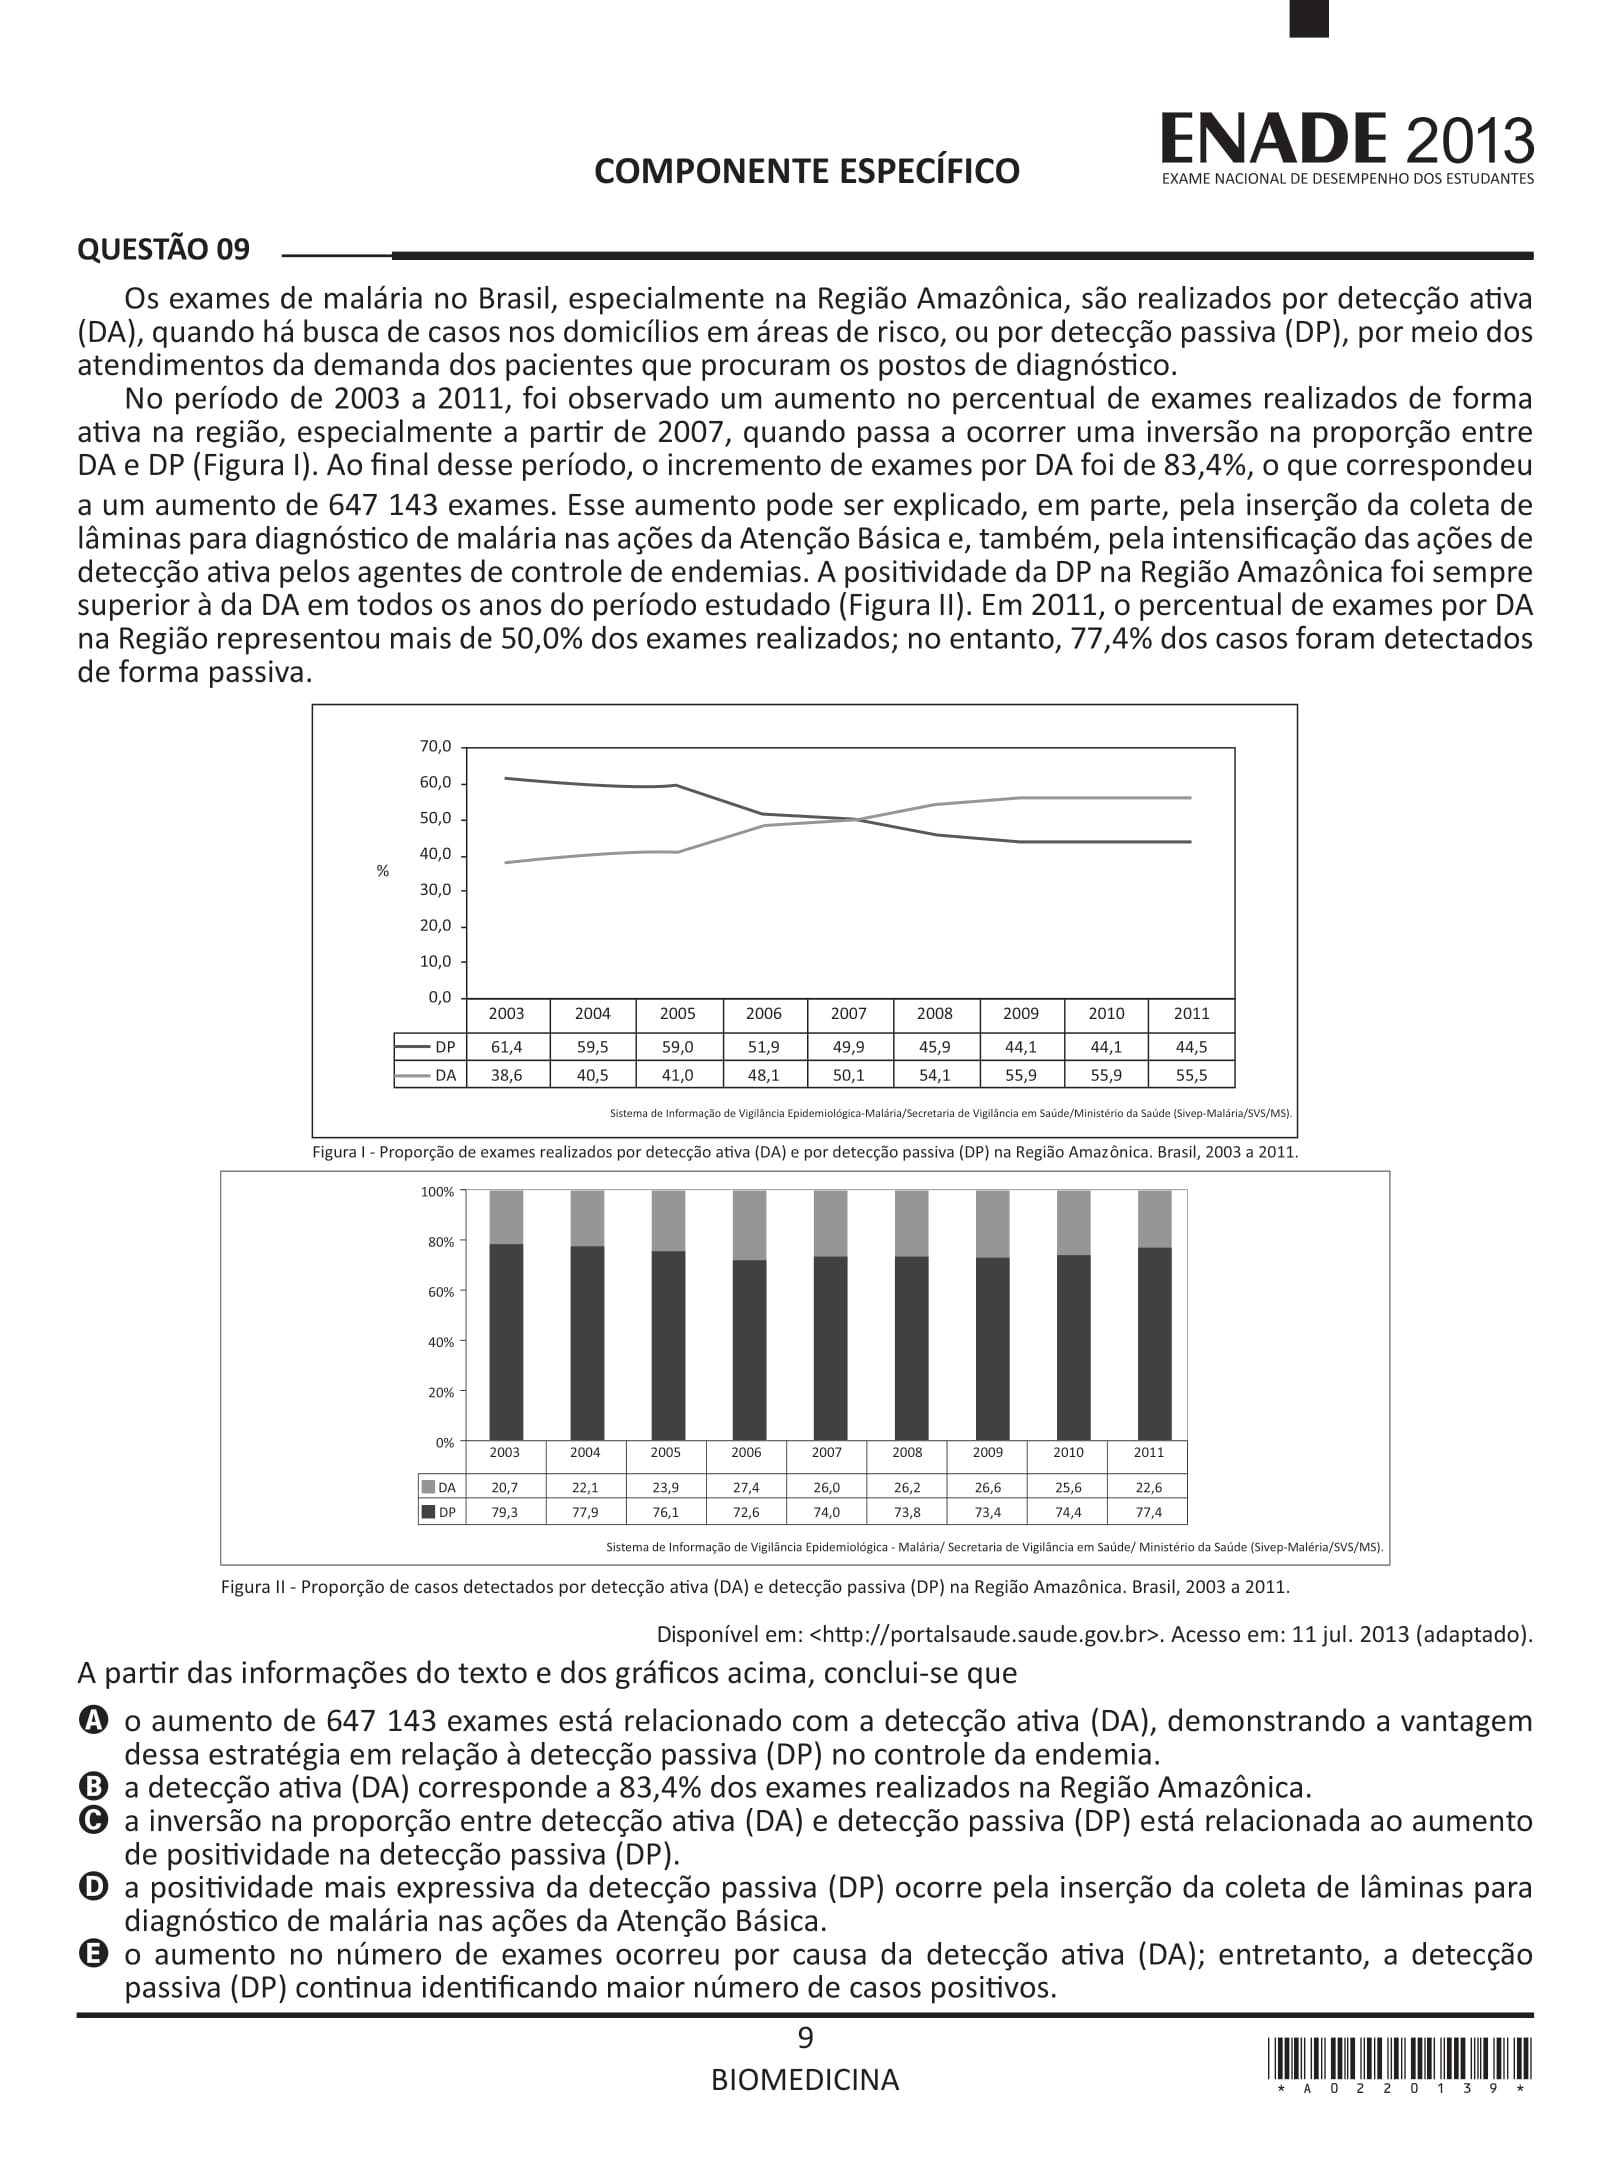 ENADE 2013
EXAME NACIONAL DE DESEMPENHO DOS ESTUDANTES
COMPONENTE ESPECÍFICO
QUESTÃO 09
Os exames de malária no Brasil, especialmente na Região Amazônica, são realizados por detecção ativa
(DA), quando há busca de casos nos domicílios em áreas de risco, ou por detecção passiva (DP), por meio dos
atendimentos da demanda dos pacientes que procuram os postos de diagnóstico.
No período de 2003 a 2011, foi observado um aumento no percentual de exames realizados de forma
ativa na região, especialmente a partir de 2007, quando passa a ocorrer uma inversão na proporção entre
DA e DP (Figura I). Ao final desse período, o incremento de exames por DA foi de 83,4%, o que correspondeu
a um aumento de 647 143 exames. Esse aumento pode ser explicado, em parte, pela inserção da coleta de
lâminas para diagnóstico de malária nas ações da Atenção Básica e, também, pela intensificação das ações de
detecção ativa pelos agentes de controle de endemias. A positividade da DP na Região Amazônica foi sempre
superior à da DA em todos os anos do período estudado (Figura II). Em 2011, o percentual de exames por DA
na Região representou mais de 50,0% dos exames realizados; no entanto, 77,4% dos casos foram detectados
de forma passiva.
70,0
60,0
50,0
40,0
%
30,0
20,0
10,0
0,0
2003 2004 2005 2006 2007 2008 2009 2010 2011
DP 61,4 59,5 59,0 51,9 49,9 45,9 44,1 44,1 44,5
DA 38,6 40,5 41,0 48,1 50,1 54,1 55,9 55,9 55,5
Sistema de Informação de Vigilância Epidemiológica-Malária/Secretaria de Vigilância em Saúde/Ministério da Saúde (Sivep-Malária/SVS/MS).
Figura I - Proporção de exames realizados por detecção ativa (DA) e por detecção passiva (DP) na Região Amazônica. Brasil, 2003 a 2011.
100%
80%
60%
40%
20%
0%
2003 2004 2005 2006 2007 2008 2009 2010 2011
DA 20,7 22,1 23,9 27,4 26,0 26,2 26,6 25,6 22,6
DP 79,3 77,9 76,1 72,6 74,0 73,8 73,4 74,4 77,4
Sistema de Informação de Vigilância Epidemiológica - Malária/ Secretaria de Vigilância em Saúde/ Ministério da Saúde (Sivep-Maléria/SVS/MS).
Figura II - Proporção de casos detectados por detecção ativa (DA) e detecção passiva (DP) na Região Amazônica. Brasil, 2003 a 2011.
Disponível em: <http://portalsaude.saude.gov.br>. Acesso em: 11 jul. 2013 (adaptado).
A partir das informações do texto e dos gráficos acima, conclui-se que
A o aumento de 647 143 exames está relacionado com a detecção ativa (DA), demonstrando a vantagem
dessa estratégia em relação à detecção passiva (DP) no controle da endemia.
B a detecção ativa (DA) corresponde a 83,4% dos exames realizados na Região Amazônica.
C a inversão na proporção entre detecção ativa (DA) e detecção passiva (DP) está relacionada ao aumento
de positividade na detecção passiva (DP).
D a positividade mais expressiva da detecção passiva (DP) ocorre pela inserção da coleta de lâminas para
diagnóstico de malária nas ações da Atenção Básica.
E o aumento no número de exames ocorreu por causa da detecção ativa (DA); entretanto, a detecção
passiva (DP) continua identificando maior número de casos positivos.
9
BIOMEDICINA
* A 0 2 2 0 1 3 9 *